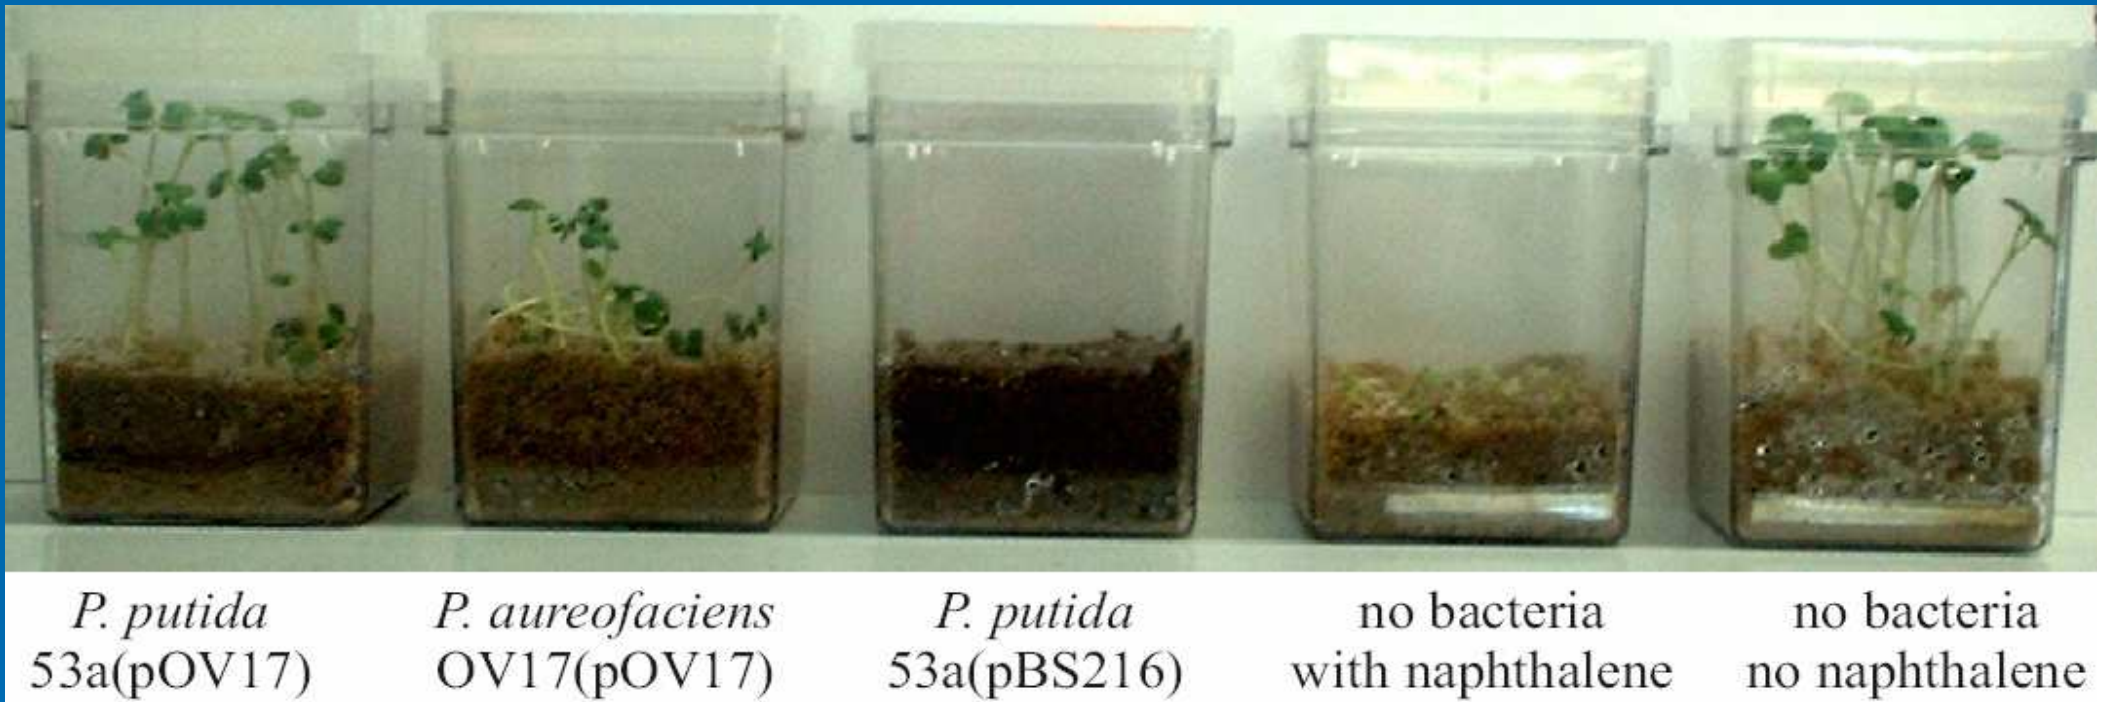 P. putida
53a(pOV17)
P. aureofaciens
OV17(pOV17)
P. putida
53a(pBS216)
no bacteria
with naphthalene
no bacteria
no naphthalene